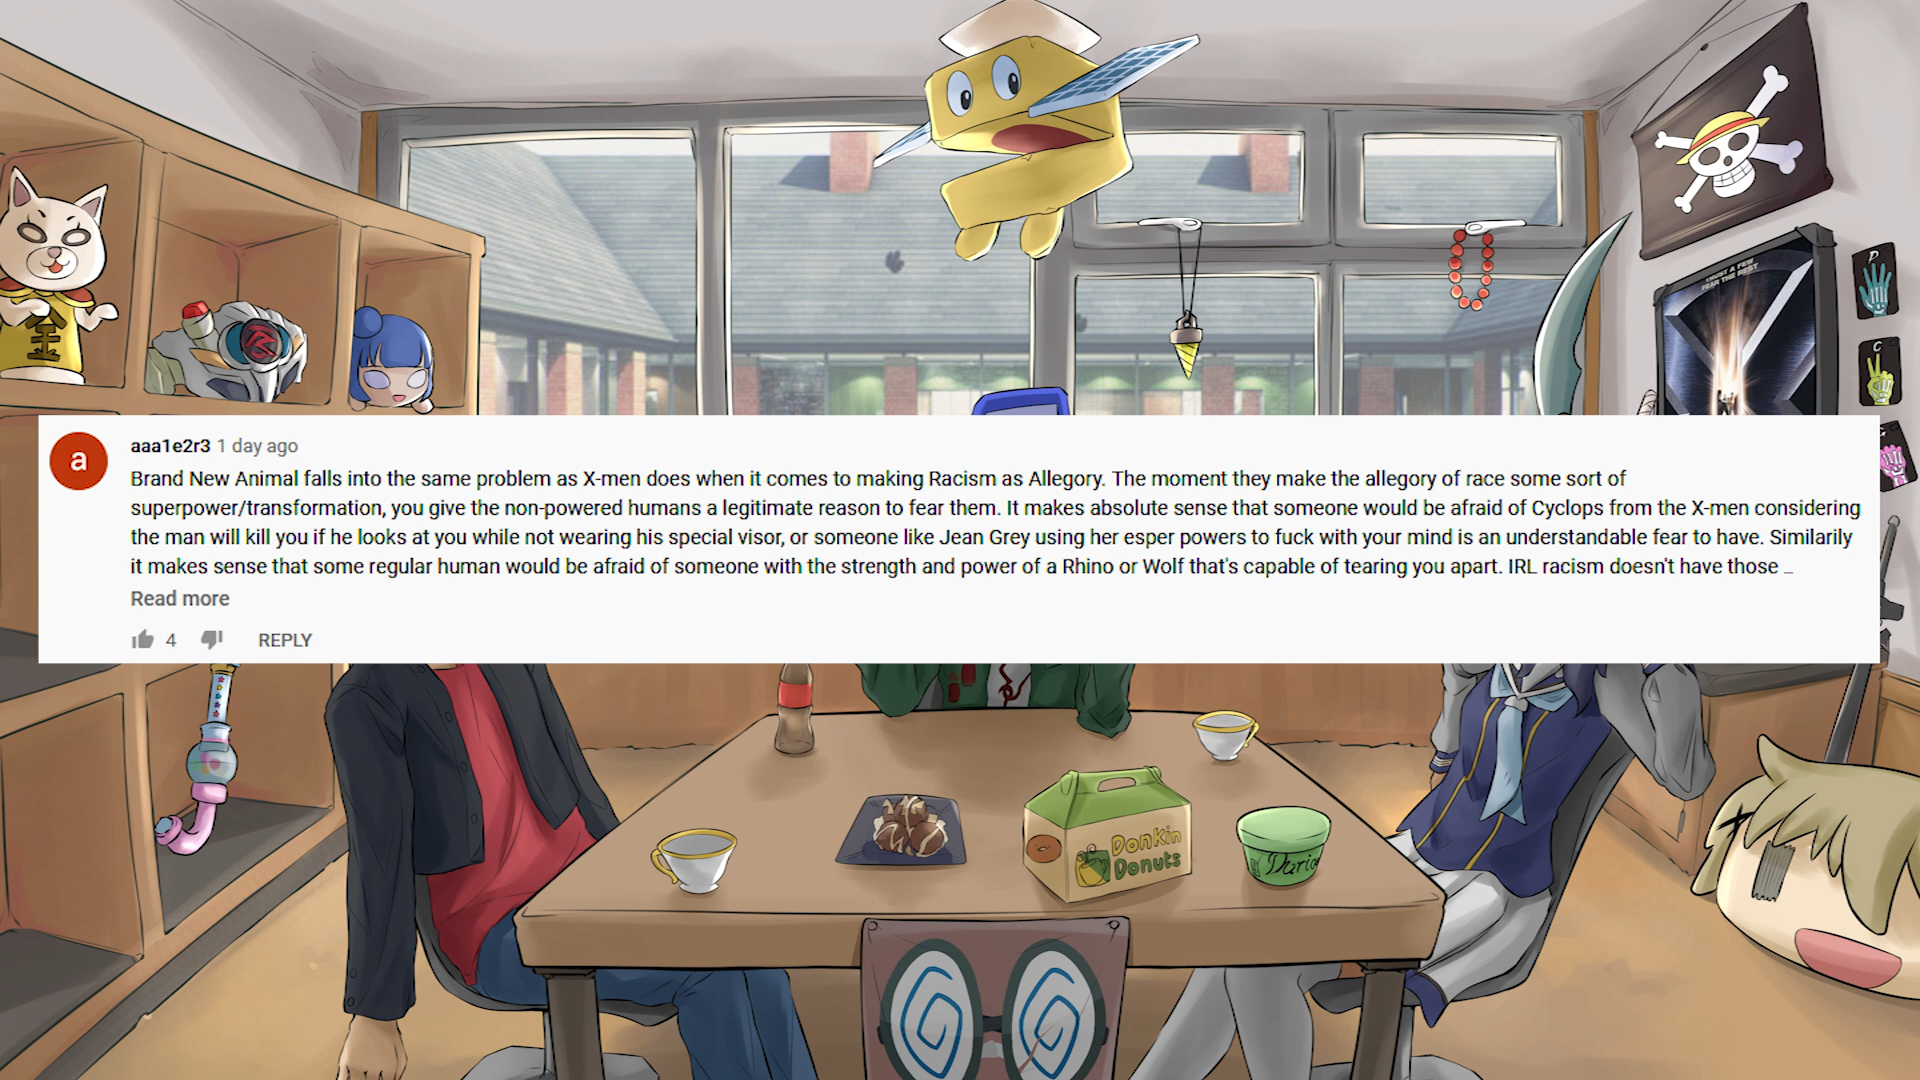 TRUST A FEW
FEAR THE REST
D
C
a
aaa1e2r3 1 day ago
Brand New Animal falls into the same problem as X-men does when it comes to making Racism as Allegory. The moment they make the allegory of race some sort of
superpower/transformation, you give the non-powered humans a legitimate reason to fear them. It makes absolute sense that someone would be afraid of Cyclops from the X-men considering
the man will kill you if he looks at you while not wearing his special visor, or someone like Jean Grey using her esper powers to fuck with your mind is an understandable fear to have. Similarily
it makes sense that some regular human would be afraid of someone with the strength and power of a Rhino or Wolf that's capable of tearing you apart. IRL racism doesn't have those ...
Read more
4 REPLY
DonKin
Donuts
Dario